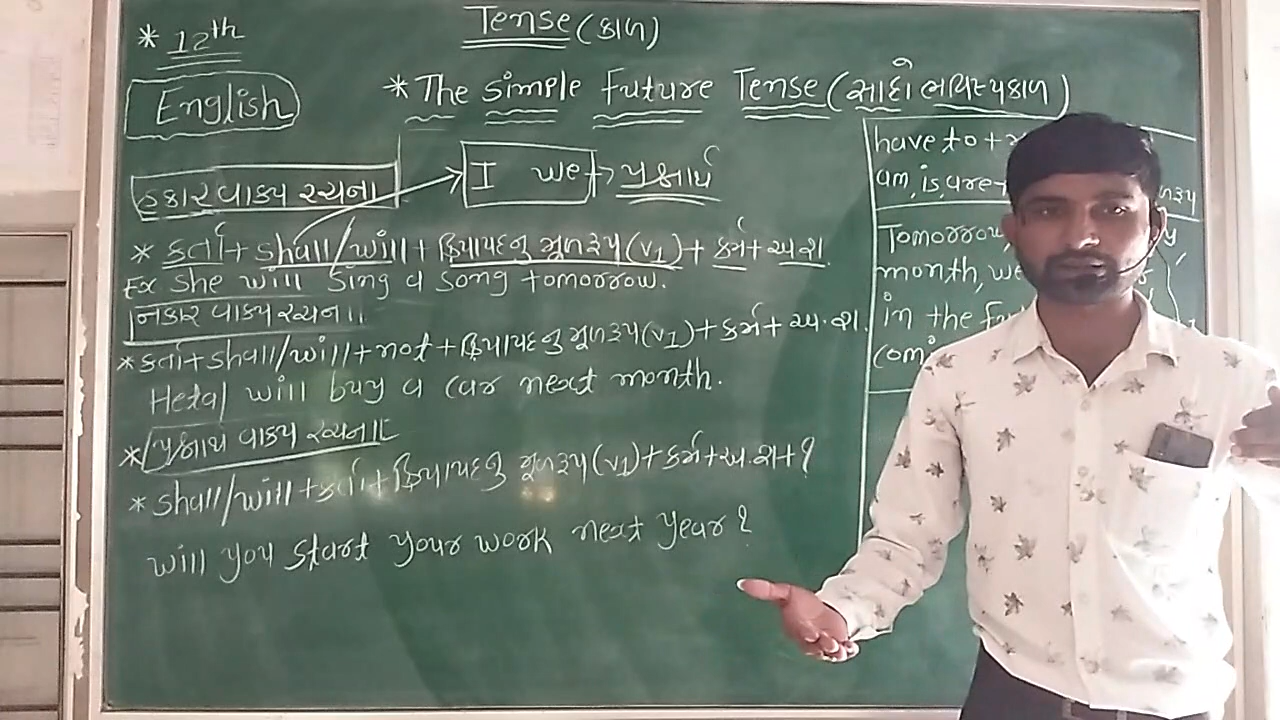 * 12th
Tense (કાળ)
English
* The Simple Future Tense (સાદો ભવિષ્યકાળ)
હકાર વાક્ય રચના
I we → પ્રશ્નાર્થ
* કર્તા + shall/will + ક્રિયાપદનુ મૂળરૂપ (v1) + કર્મ + અ.શ.
Ex She will sing a song tomorrow.
નકાર વાક્ય રચના
* કર્તા + shall/will + not + ક્રિયાપદનુ મૂળરૂપ (v1) + કર્મ + અ.શ.
Hetal will buy a car next month.
* પ્રશ્નાર્થ વાક્ય રચના
* shall/will + કર્તા + ક્રિયાપદનુ મૂળરૂપ (v1) + કર્મ + અ.શ. + ?
will you start your work next year?
have to +
am, is, are
Tomorrow,
month,
in the